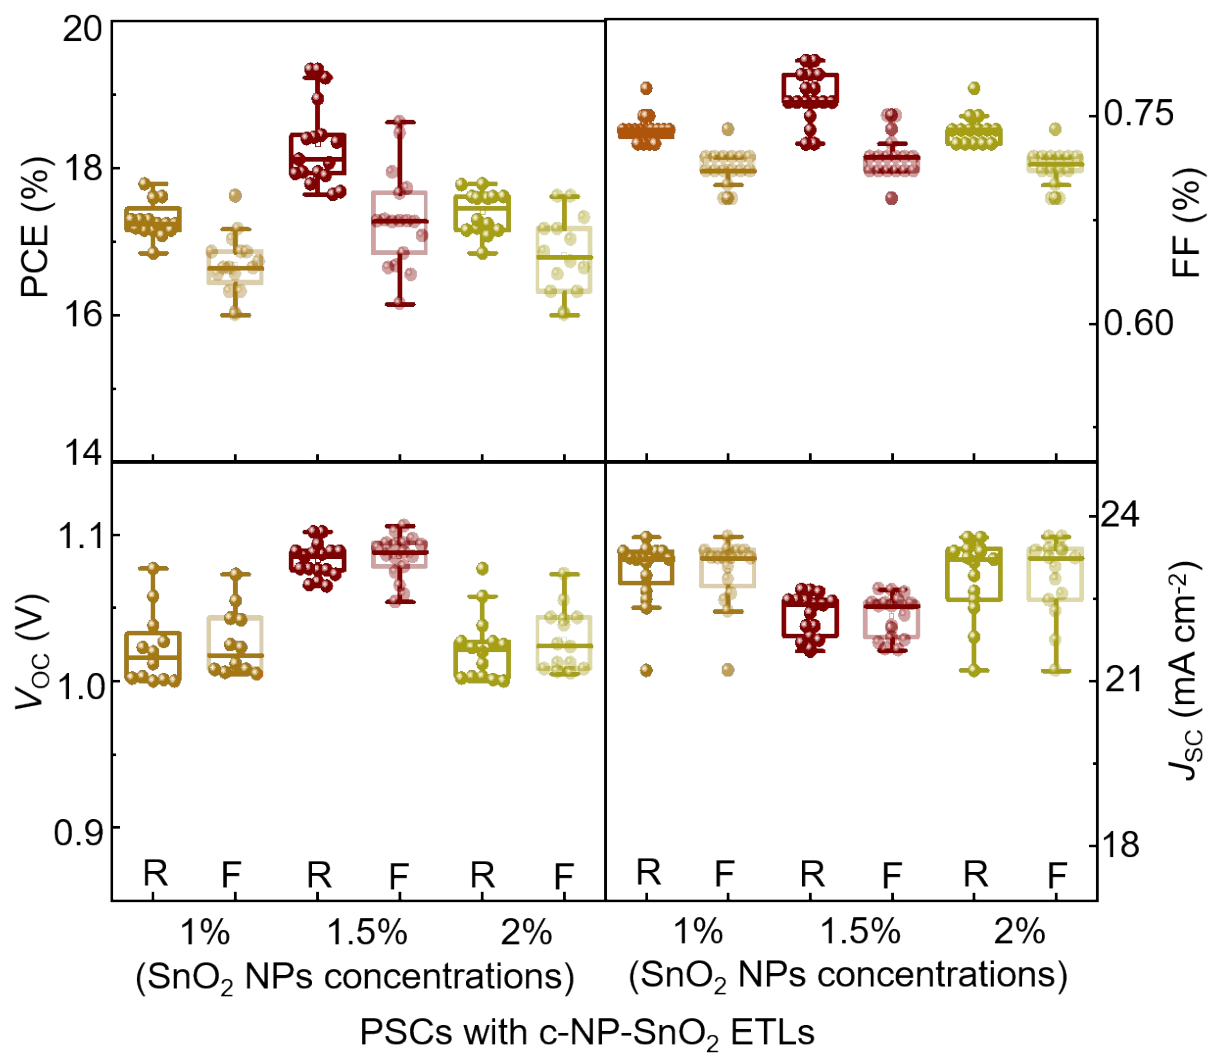 20
18
16
14
PCE (%)
0.75
0.60
FF (%)
1.1
1.0
0.9
VOC (V)
24
21
18
JSC (mA cm-2)
R F R F R F
R F R F R F
1% 1.5% 2%
1% 1.5% 2%
(SnO2 NPs concentrations)
(SnO2 NPs concentrations)
PSCs with c-NP-SnO2 ETLs